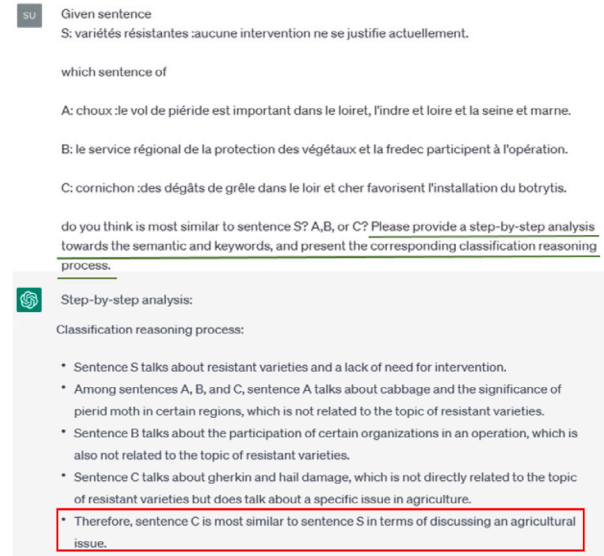 SU
Given sentence
S: variétés résistantes :aucune intervention ne se justifie actuellement.
which sentence of
A: choux :le vol de piéride est important dans le loiret, l'indre et loire et la seine et marne.
B: le service régional de la protection des végétaux et la fredec participent à l'opération.
C: cornichon :des dégâts de grêle dans le loir et cher favorisent l'installation du botrytis.
do you think is most similar to sentence S? A,B, or C? Please provide a step-by-step analysis
towards the semantic and keywords, and present the corresponding classification reasoning
process.
Step-by-step analysis:
Classification reasoning process:
• Sentence S talks about resistant varieties and a lack of need for intervention.
• Among sentences A, B, and C, sentence A talks about cabbage and the significance of
pierid moth in certain regions, which is not related to the topic of resistant varieties.
• Sentence B talks about the participation of certain organizations in an operation, which is
also not related to the topic of resistant varieties.
• Sentence C talks about gherkin and hail damage, which is not directly related to the topic
of resistant varieties but does talk about a specific issue in agriculture.
• Therefore, sentence C is most similar to sentence S in terms of discussing an agricultural
issue.